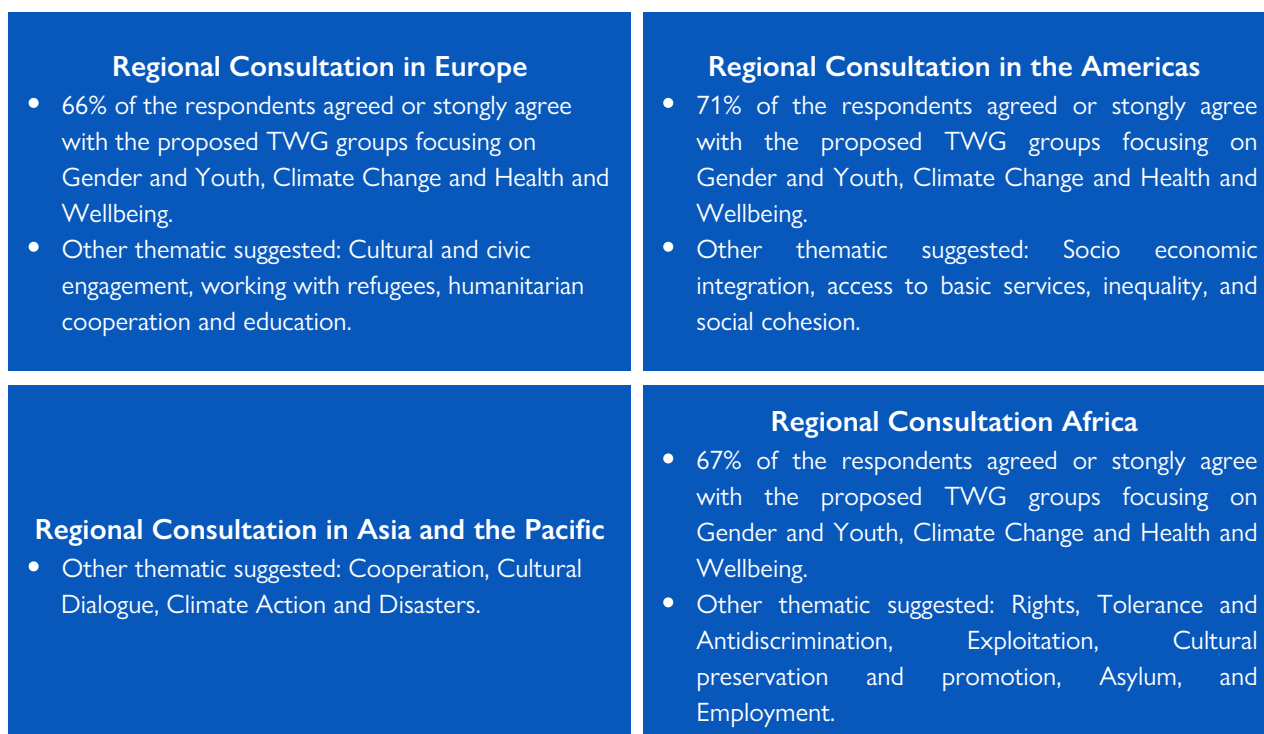 Regional Consultation in Europe
• 66% of the respondents agreed or stongly agree
with the proposed TWG groups focusing on
Gender and Youth, Climate Change and Health and
Wellbeing.
• Other thematic suggested: Cultural and civic
engagement, working with refugees, humanitarian
cooperation and education.
Regional Consultation in the Americas
• 71% of the respondents agreed or stongly agree
with the proposed TWG groups focusing on
Gender and Youth, Climate Change and Health and
Wellbeing.
• Other thematic suggested: Socio economic
integration, access to basic services, inequality, and
social cohesion.
Regional Consultation in Asia and the Pacific
• Other thematic suggested: Cooperation, Cultural
Dialogue, Climate Action and Disasters.
Regional Consultation Africa
• 67% of the respondents agreed or stongly agree
with the proposed TWG groups focusing on
Gender and Youth, Climate Change and Health and
Wellbeing.
• Other thematic suggested: Rights, Tolerance and
Antidiscrimination, Exploitation, Cultural
preservation and promotion, Asylum, and
Employment.